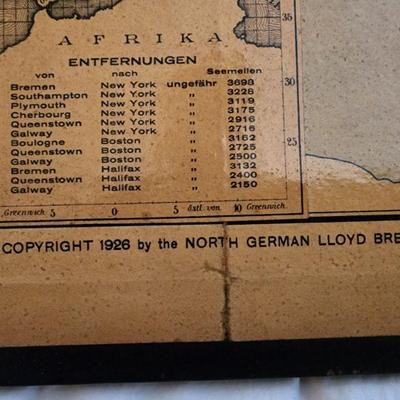 35
AFRIKA
ENTFERNUNGEN
von nach Seemeilen
Bremen New York ungefähr 3698
Southampton New York " 3228
Plymouth New York " 3119
Cherbourg New York " 3175
Queenstown New York " 2916
Galway New York " 2715
Boulogne Boston " 3162
Queenstown Boston " 2725
Galway Boston " 2500
Bremen Halifax " 3132
Queenstown Halifax " 2400
Galway Halifax " 2150
30
25
Greenwich 5 0 5 östl. von 10 Greenwich.
COPYRIGHT 1926 by the NORTH GERMAN LLOYD BRE